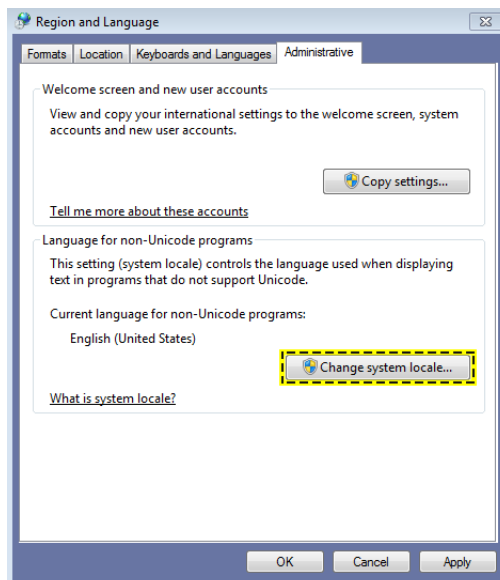 Region and Language
Formats Location Keyboards and Languages Administrative
Welcome screen and new user accounts
View and copy your international settings to the welcome screen, system
accounts and new user accounts.
Copy settings...
Tell me more about these accounts
Language for non-Unicode programs
This setting (system locale) controls the language used when displaying
text in programs that do not support Unicode.
Current language for non-Unicode programs:
English (United States)
Change system locale...
What is system locale?
OK Cancel Apply